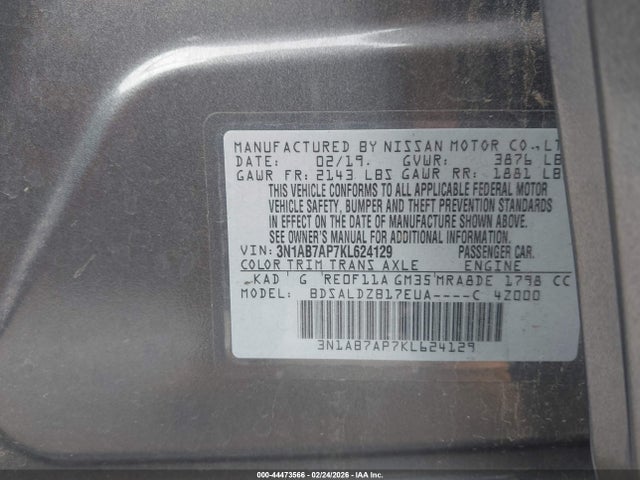 MANUFACTURED BY NISSAN MOTOR CO., LT
DATE: 02/19. GVWR: 3876 LB
GAWR FR: 2143 LBS GAWR RR: 1881 LB
THIS VEHICLE CONFORMS TO ALL APPLICABLE FEDERAL MOTOR
VEHICLE SAFETY, BUMPER AND THEFT PREVENTION STANDARDS
IN EFFECT ON THE DATE OF MANUFACTURE SHOWN ABOVE.
SEE OWNER'S MANUAL FOR ADDITIONAL INFORMATION.
VIN: 3N1AB7AP7KL624129 PASSENGER CAR.
COLOR TRIM TRANS AXLE ENGINE
KAD G RE0F11A GM35 MRA8DE 1798 CC
MODEL: BDSALDZB17EUA----C 4Z000
3N1AB7AP7KL624129
000-44473566 - 02/24/2026 - IAA Inc.